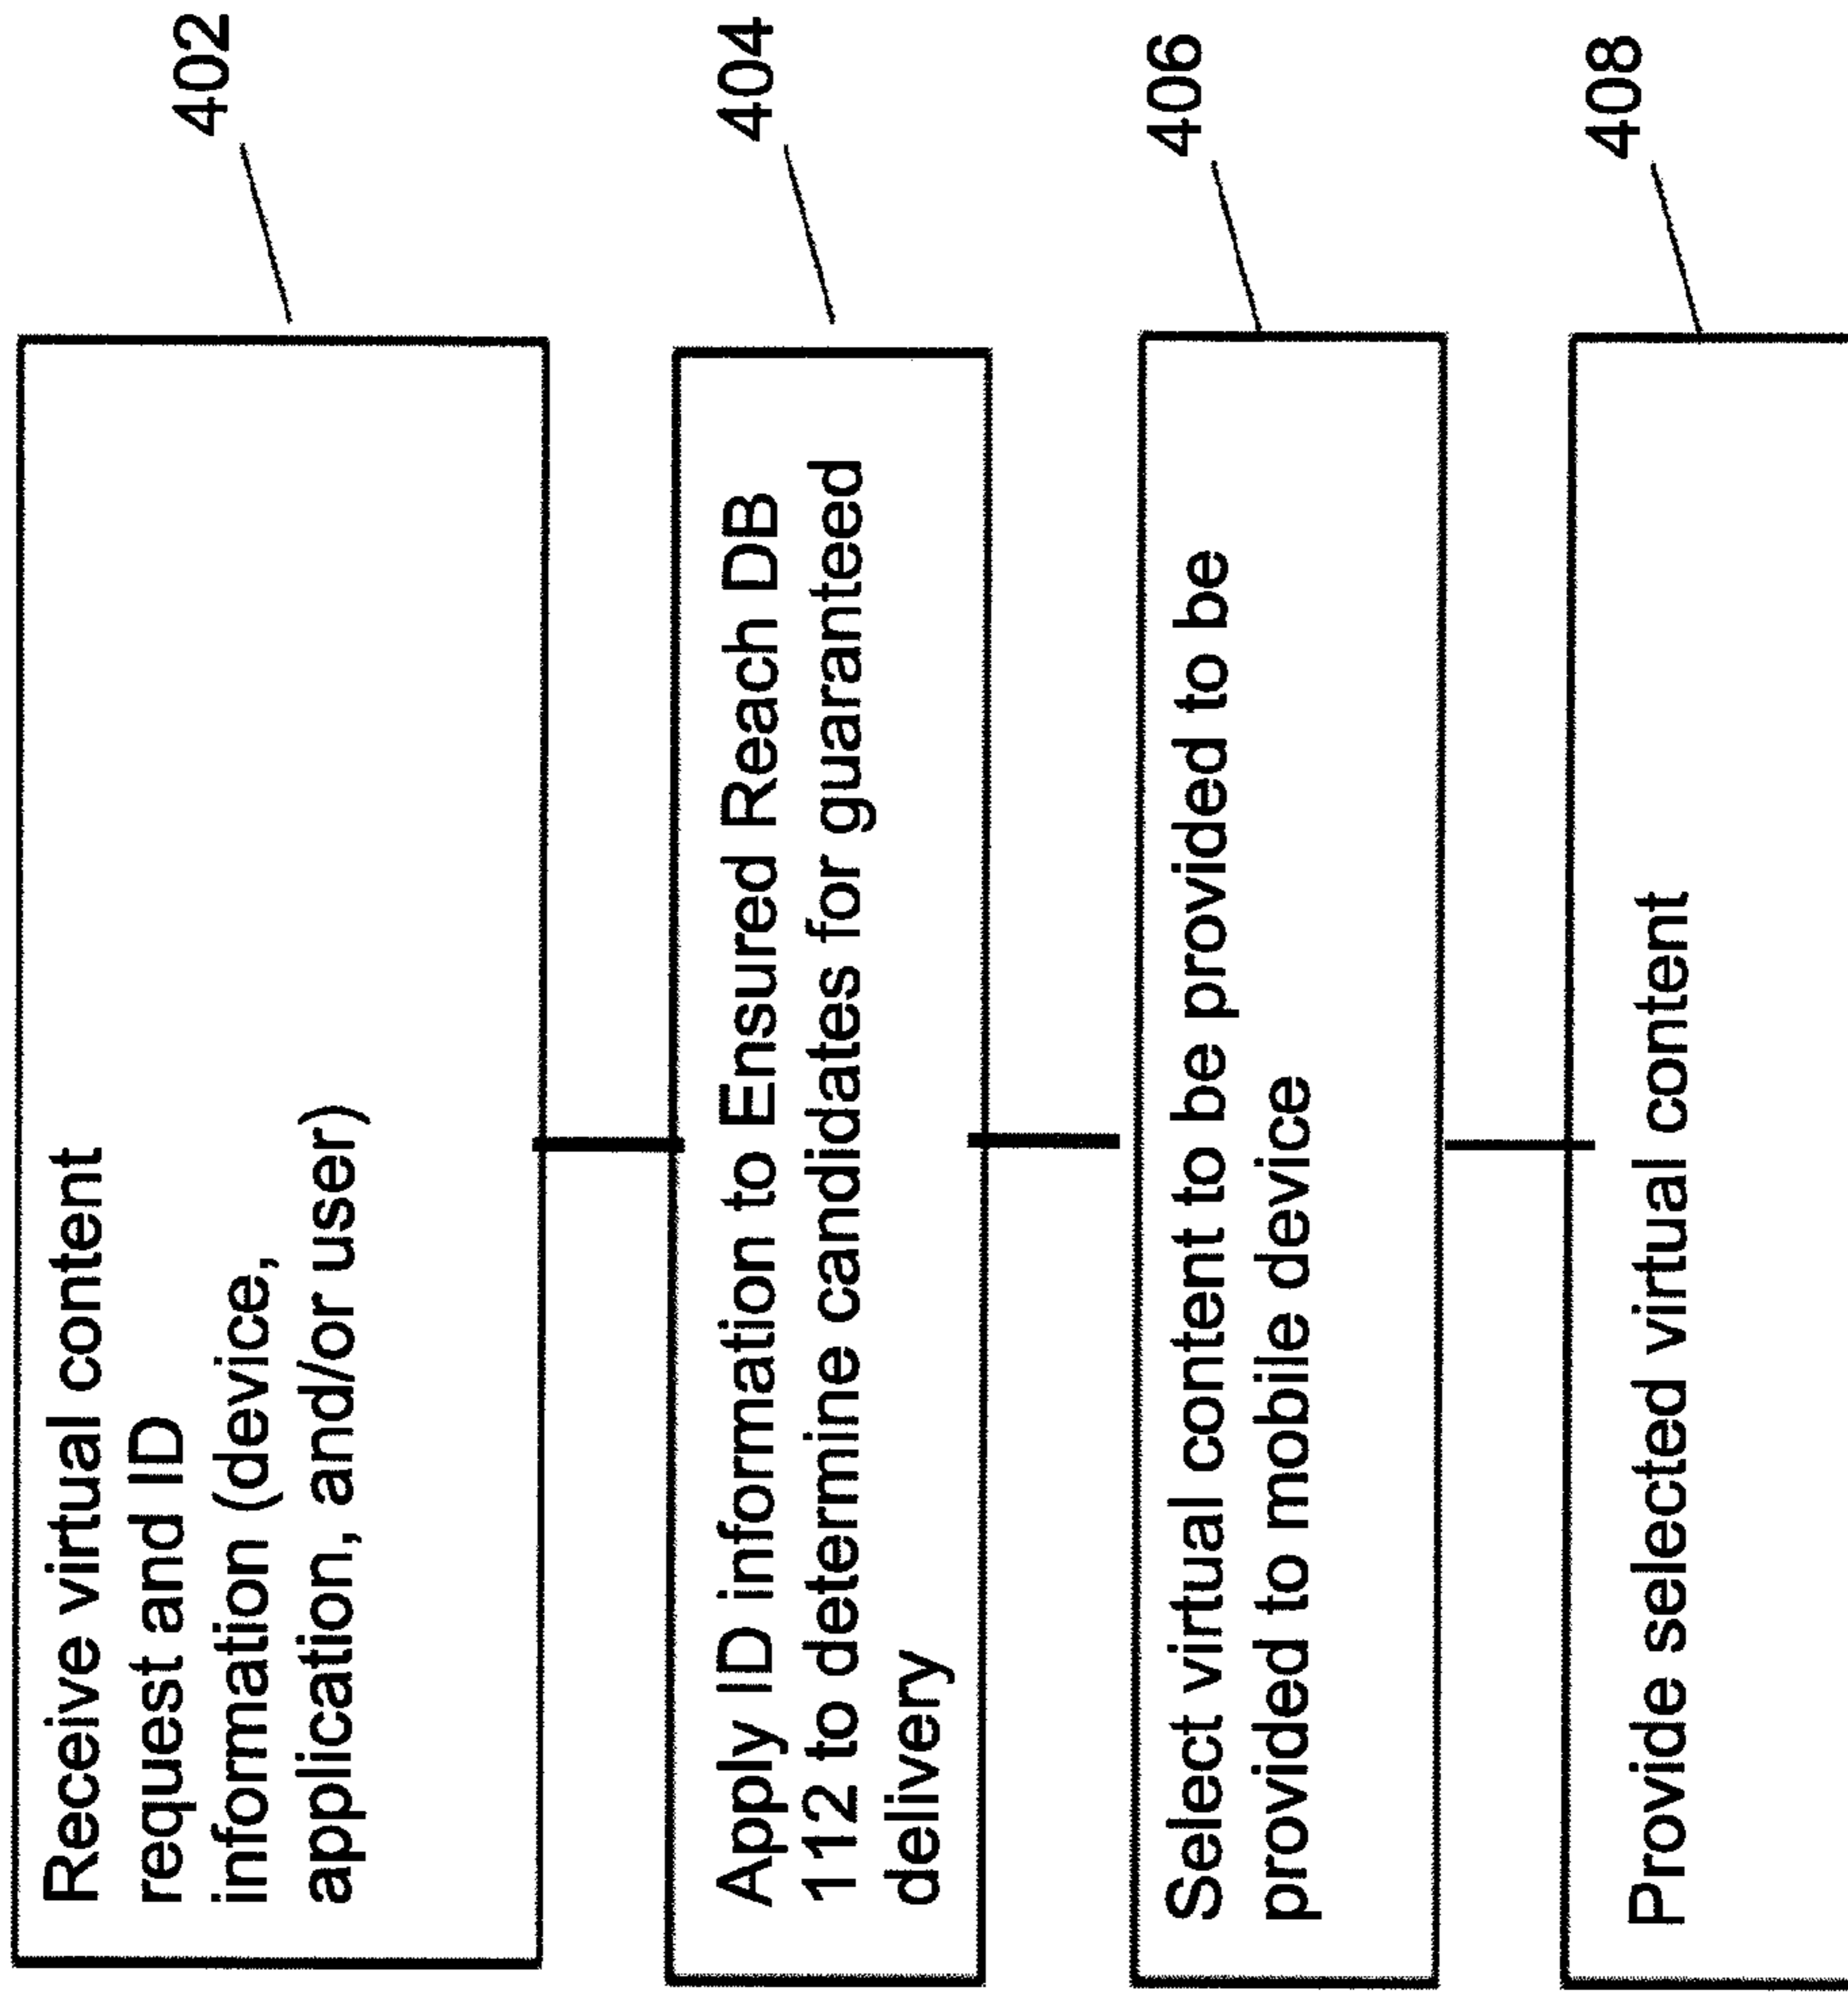 Receive virtual content
request and ID
information (device,
application, and/or user)
402
Apply ID information to Ensured Reach DB
112 to determine candidates for guaranteed
delivery
404
Select virtual content to be provided to be
provided to mobile device
406
Provide selected virtual content
408